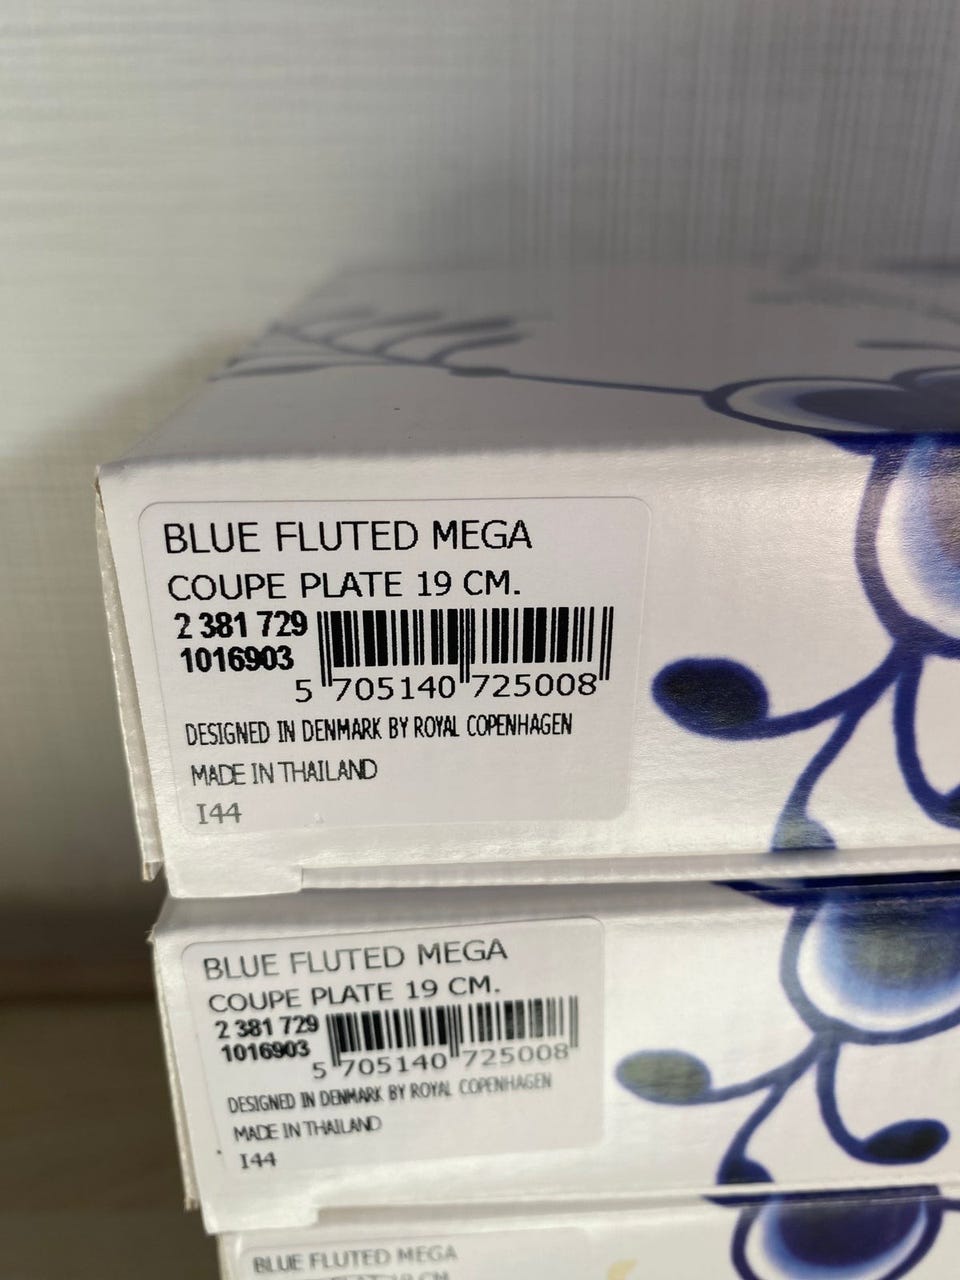 BLUE FLUTED MEGA
COUPE PLATE 19 CM.
2 381 729
1016903
5 705140 725008
DESIGNED IN DENMARK BY ROYAL COPENHAGEN
MADE IN THAILAND
I44
BLUE FLUTED MEGA
COUPE PLATE 19 CM.
2 381 729
1016903
5 705140 725008
DESIGNED IN DENMARK BY ROYAL COPENHAGEN
MADE IN THAILAND
I44
BLUE FLUTED MEGA